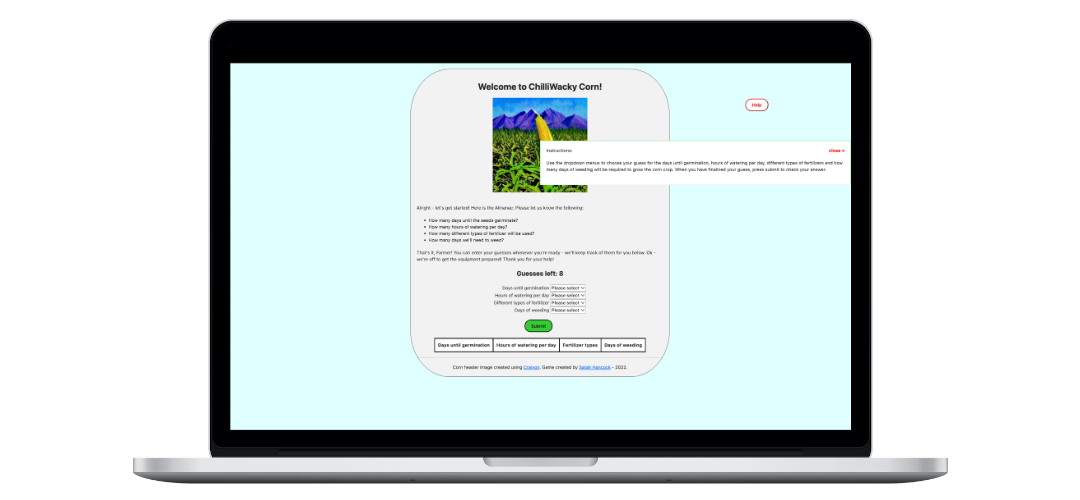 Welcome to ChilliWacky Corn!
Help
Instructions
close x
Use the dropdown menus to choose your guess for the days until germination, hours of watering per day, different types of fertilizers and how
many days of weeding will be required to grow the corn crop. When you have finalized your guess, press submit to check your answer.
Alright - let's get started! Here is the Almanac. Please let us know the following:
How many days until the seeds germinate?
How many hours of watering per day?
How many different types of fertilizer will be used?
How many days we'll need to weed?
That's it, Farmer! You can enter your guesses whenever you're ready - we'll keep track of them for you below. Ok -
we're off to get the equipment prepared! Thank you for your help!
Guesses left: 8
Days until germination Please select
Hours of watering per day Please select
Different types of fertilizer Please select
Days of weeding Please select
Submit
Days until germination Hours of watering per day Fertilizer types Days of weeding
Corn header image created using Craiyon. Game created by Sarah Hancock - 2022.